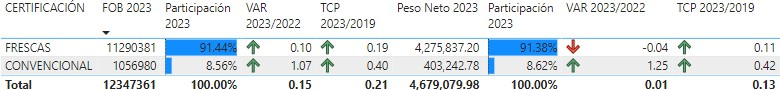 CERTIFICACIÓN FOB 2023 Participación 2023 VAR 2023/2022 TCP 2023/2019 Peso Neto 2023 Participación 2023 VAR 2023/2022 TCP 2023/2019
FRESCAS 11290381 91.44% 0.10 0.19 4,275,837.20 91.38% -0.04 0.11
CONVENCIONAL 1056980 8.56% 1.07 0.40 403,242.78 8.62% 1.25 0.42
Total 12347361 100.00% 0.15 0.21 4,679,079.98 100.00% 0.01 0.13